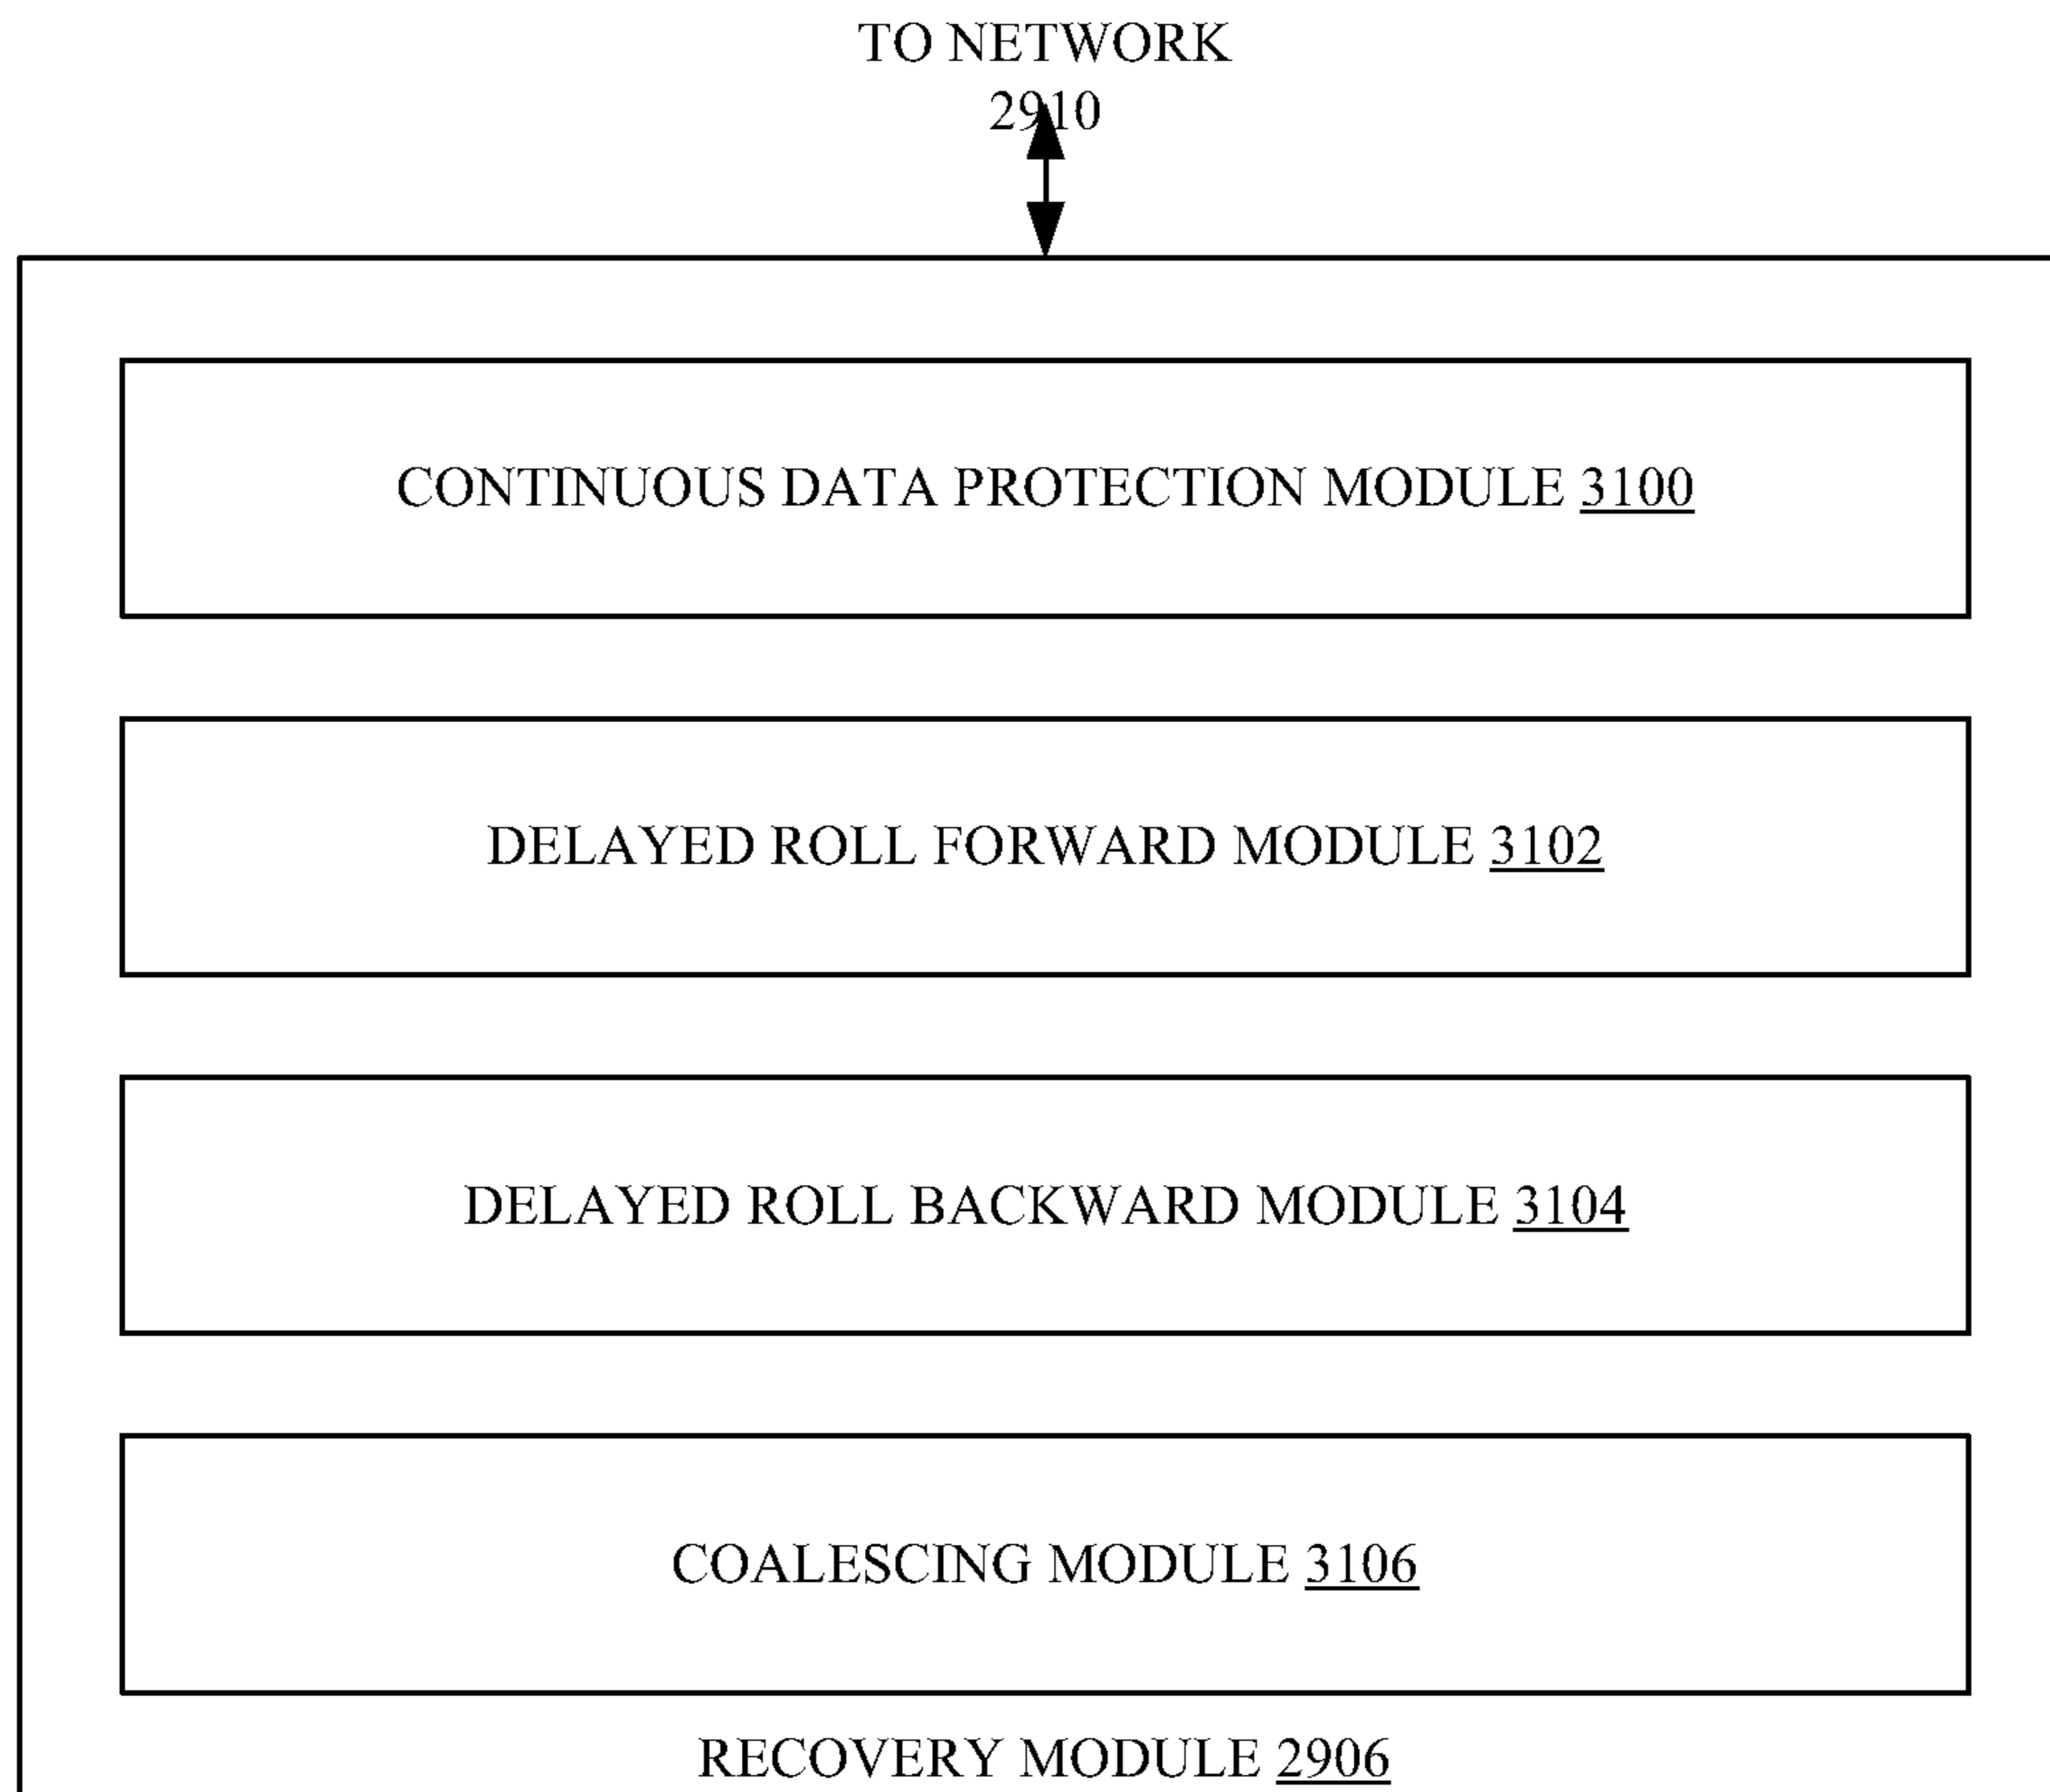 TO NETWORK
2910
CONTINUOUS DATA PROTECTION MODULE 3100
DELAYED ROLL FORWARD MODULE 3102
DELAYED ROLL BACKWARD MODULE 3104
COALESCING MODULE 3106
RECOVERY MODULE 2906